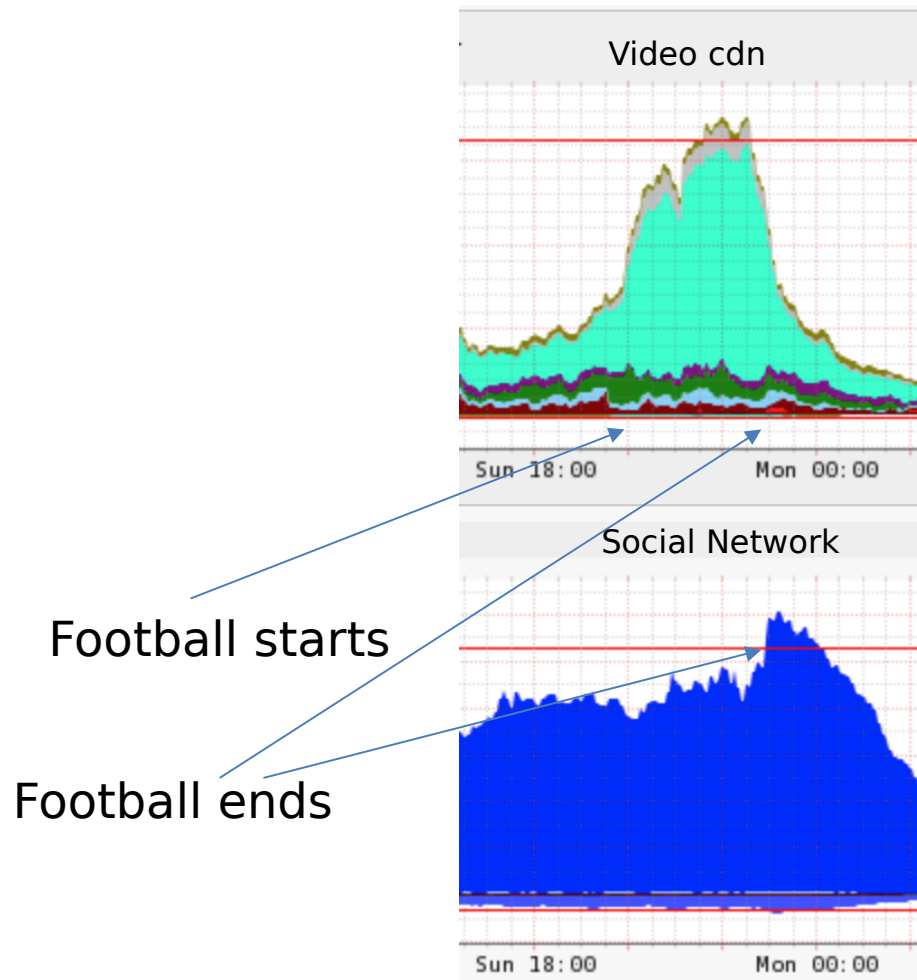 Video cdn
Sun 18:00 Mon 00:00
Social Network
Football starts
Football ends
Sun 18:00 Mon 00:00